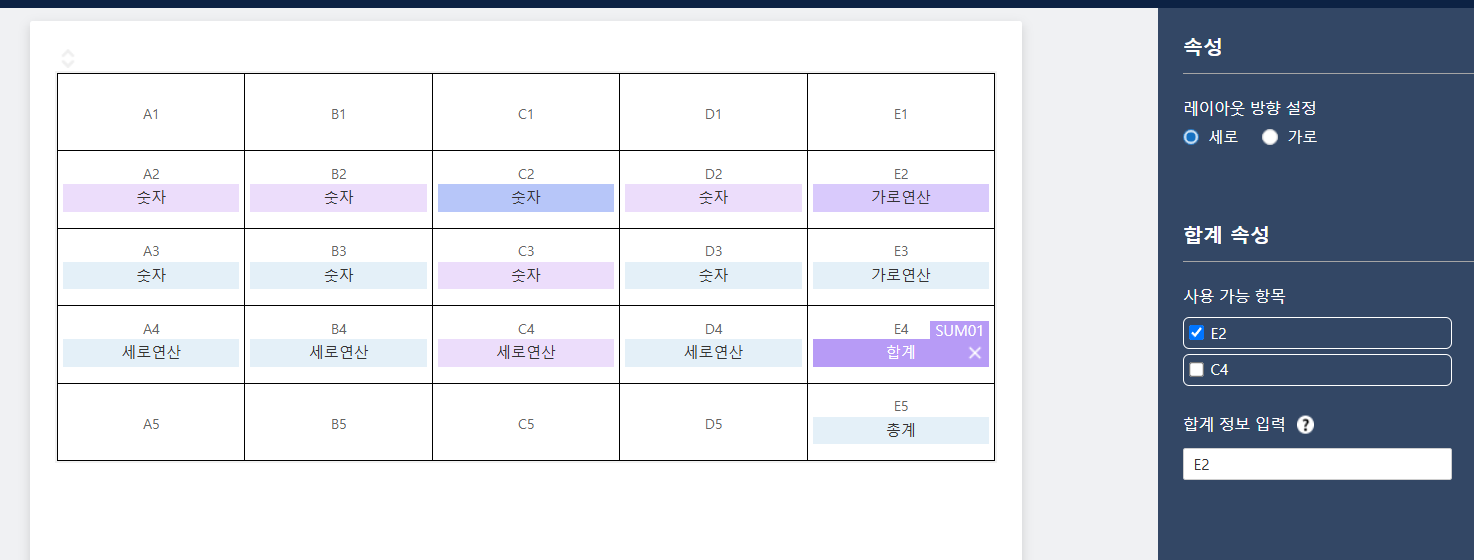 속성
레이아웃 방향 설정
세로 가로
합계 속성
사용 가능 항목
E2
C4
합계 정보 입력 ?
E2
A1 B1 C1 D1 E1
A2 B2 C2 D2 E2
숫자 숫자 숫자 숫자 가로연산
A3 B3 C3 D3 E3
숫자 숫자 숫자 숫자 가로연산
A4 B4 C4 D4 E4 SUM01
세로연산 세로연산 세로연산 세로연산 합계
A5 B5 C5 D5 E5
총계